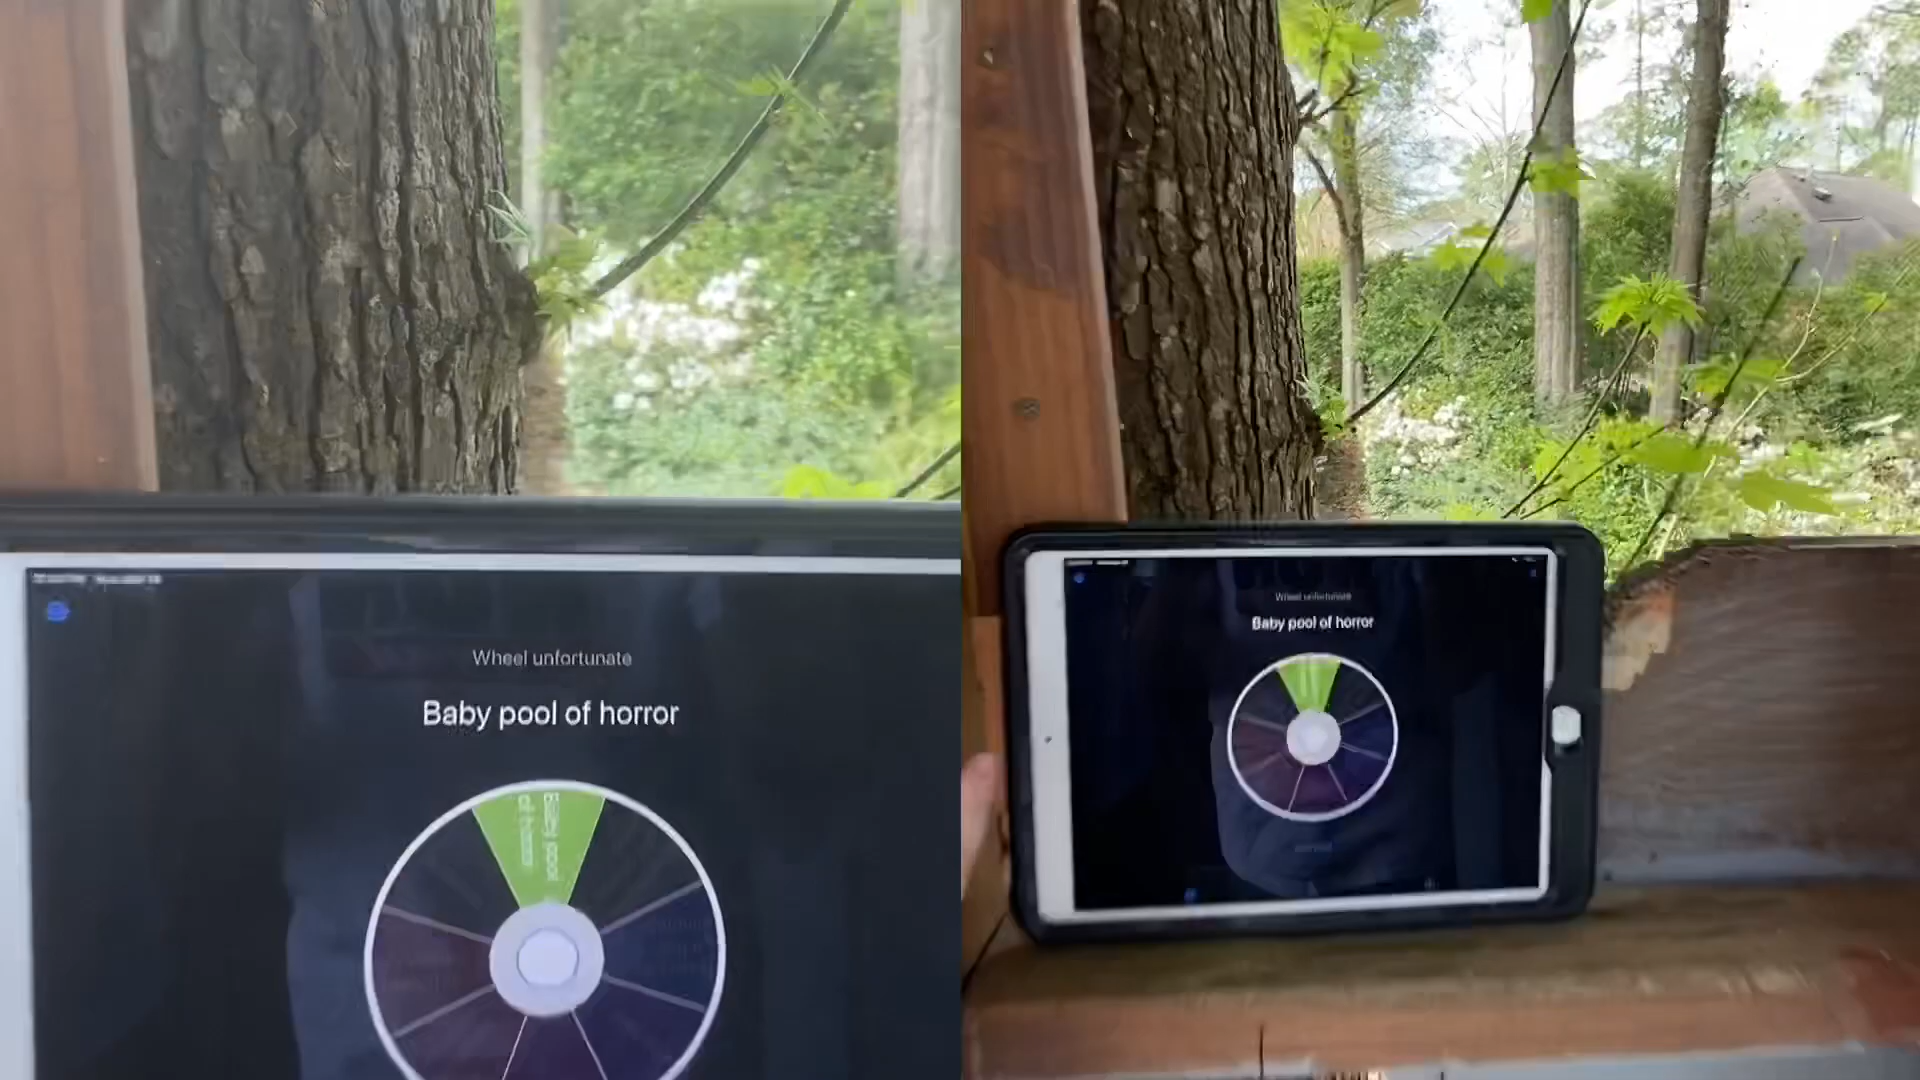 Wheel unfortunate
Baby pool of horror
Baby pool
of horror
Wheel unfortunate
Baby pool of horror